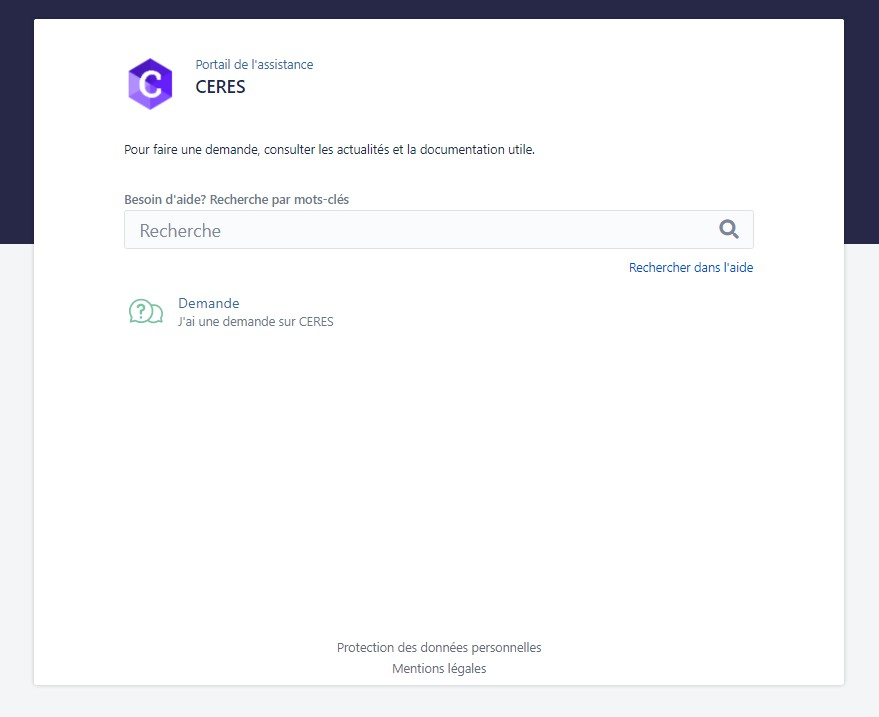 C
Portail de l'assistance
CERES
Pour faire une demande, consulter les actualités et la documentation utile.
Besoin d'aide? Recherche par mots-clés
Recherche
Rechercher dans l'aide
?
Demande
J'ai une demande sur CERES
Protection des données personnelles
Mentions légales